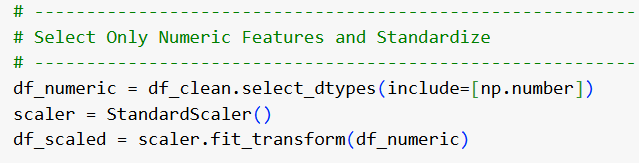 # ----------------------------------------------------------
# Select Only Numeric Features and Standardize
# ----------------------------------------------------------
df_numeric = df_clean.select_dtypes(include=[np.number])
scaler = StandardScaler()
df_scaled = scaler.fit_transform(df_numeric)